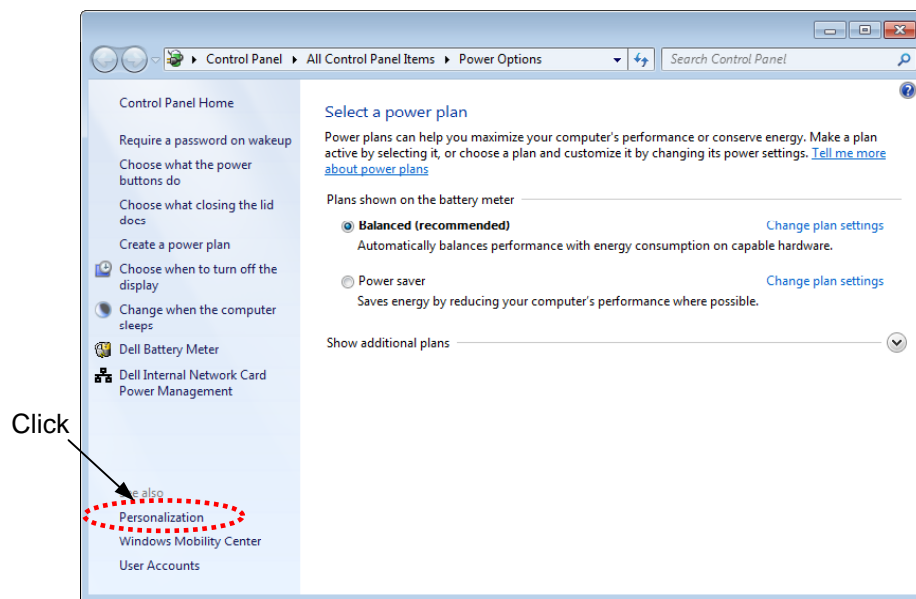 Control Panel All Control Panel Items Power Options Search Control Panel
Control Panel Home
Require a password on wakeup
Choose what the power
buttons do
Choose what closing the lid
does
Create a power plan
Choose when to turn off the
display
Change when the computer
sleeps
Dell Battery Meter
Dell Internal Network Card
Power Management
Click
See also
Personalization
Windows Mobility Center
User Accounts
Select a power plan
Power plans can help you maximize your computer's performance or conserve energy. Make a plan
active by selecting it, or choose a plan and customize it by changing its power settings. Tell me more
about power plans
Plans shown on the battery meter
Balanced (recommended) Change plan settings
Automatically balances performance with energy consumption on capable hardware.
Power saver Change plan settings
Saves energy by reducing your computer's performance where possible.
Show additional plans